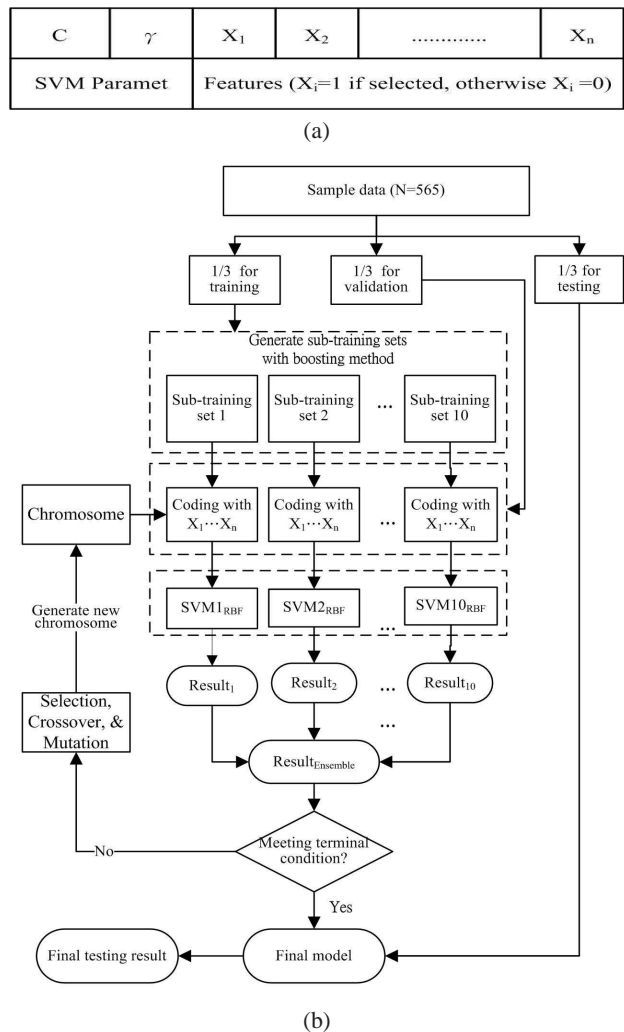 C γ X1 X2 ............. Xn
SVM Paramet Features (Xi=1 if selected, otherwise Xi =0)
(a)
Sample data (N=565)
1/3 for training
1/3 for validation
1/3 for testing
Generate sub-training sets
with boosting method
Sub-training set 1
Sub-training set 2
...
Sub-training set 10
Chromosome
Coding with X1⋯Xn
Coding with X1⋯Xn
...
Coding with X1⋯Xn
Generate new
chromosome
SVM1RBF
SVM2RBF
...
SVM10RBF
Result1
Result2
...
Result10
...
Selection,
Crossover, &
Mutation
ResultEnsemble
Meeting terminal
condition?
No
Yes
Final testing result
Final model
(b)